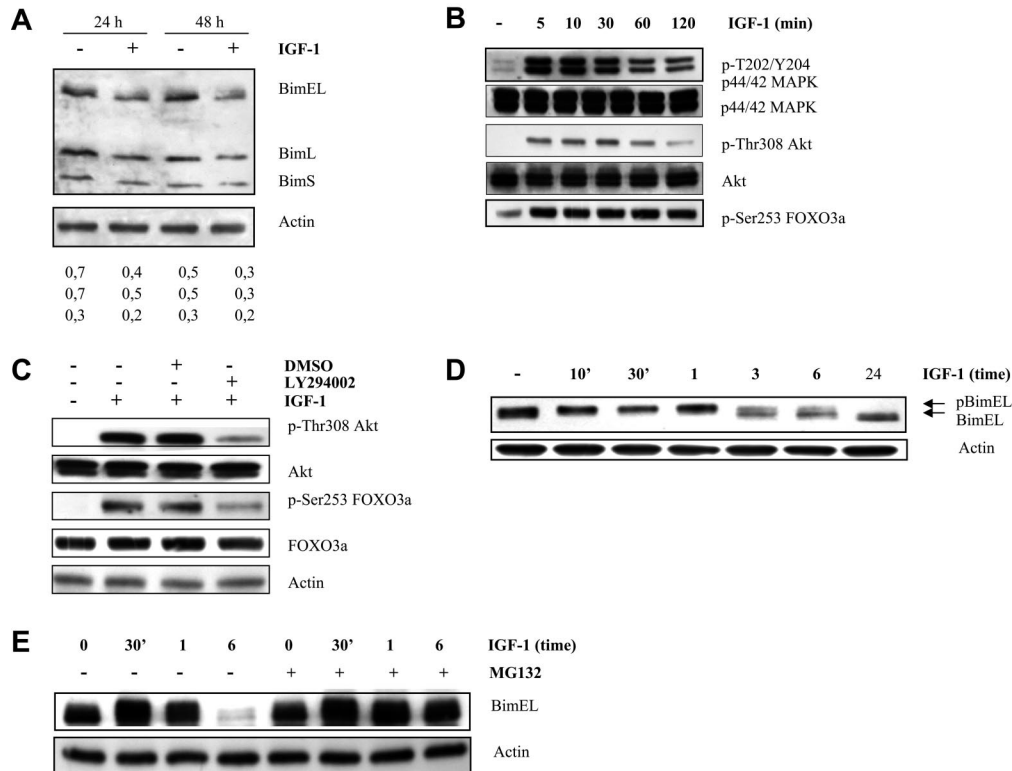 A
24 h 48 h
- + - + IGF-1
BimEL
BimL
BimS
Actin
0,7 0,4 0,5 0,3
0,7 0,5 0,5 0,3
0,3 0,2 0,3 0,2
B
- 5 10 30 60 120 IGF-1 (min)
p-T202/Y204
p44/42 MAPK
p44/42 MAPK
p-Thr308 Akt
Akt
p-Ser253 FOXO3a
C
- - + - DMSO
- - - + LY294002
- + + + IGF-1
p-Thr308 Akt
Akt
p-Ser253 FOXO3a
FOXO3a
Actin
D
- 10’ 30’ 1 3 6 24 IGF-1 (time)
pBimEL
BimEL
Actin
E
0 30’ 1 6 0 30’ 1 6 IGF-1 (time)
- - - - + + + + MG132
BimEL
Actin